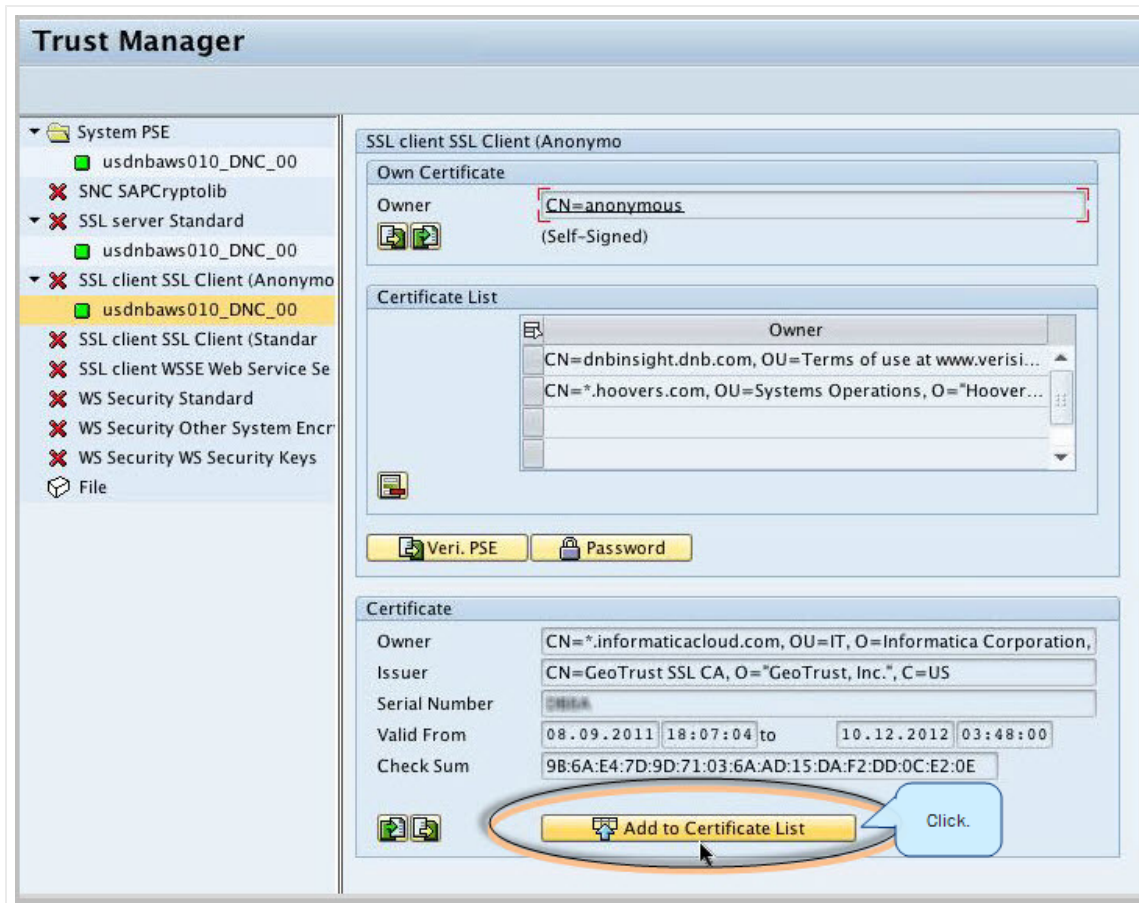 Trust Manager
System PSE
usdnbaws010_DNC_00
SNC SAPCryptolib
SSL server Standard
usdnbaws010_DNC_00
SSL client SSL Client (Anonymo
usdnbaws010_DNC_00
SSL client SSL Client (Standar
SSL client WSSE Web Service Se
WS Security Standard
WS Security Other System Encr
WS Security WS Security Keys
File
SSL client SSL Client (Anonymo
Own Certificate
Owner CN=anonymous
(Self-Signed)
Certificate List
Owner
CN=dnbinsight.dnb.com, OU=Terms of use at www.verisi...
CN=*.hoovers.com, OU=Systems Operations, O="Hoover...
Veri. PSE Password
Certificate
Owner CN=*.informaticacloud.com, OU=IT, O=Informatica Corporation,
Issuer CN=GeoTrust SSL CA, O="GeoTrust, Inc.", C=US
Serial Number
Valid From 08.09.2011 18:07:04 to 10.12.2012 03:48:00
Check Sum 9B:6A:E4:7D:9D:71:03:6A:AD:15:DA:F2:DD:0C:E2:0E
Add to Certificate List Click.